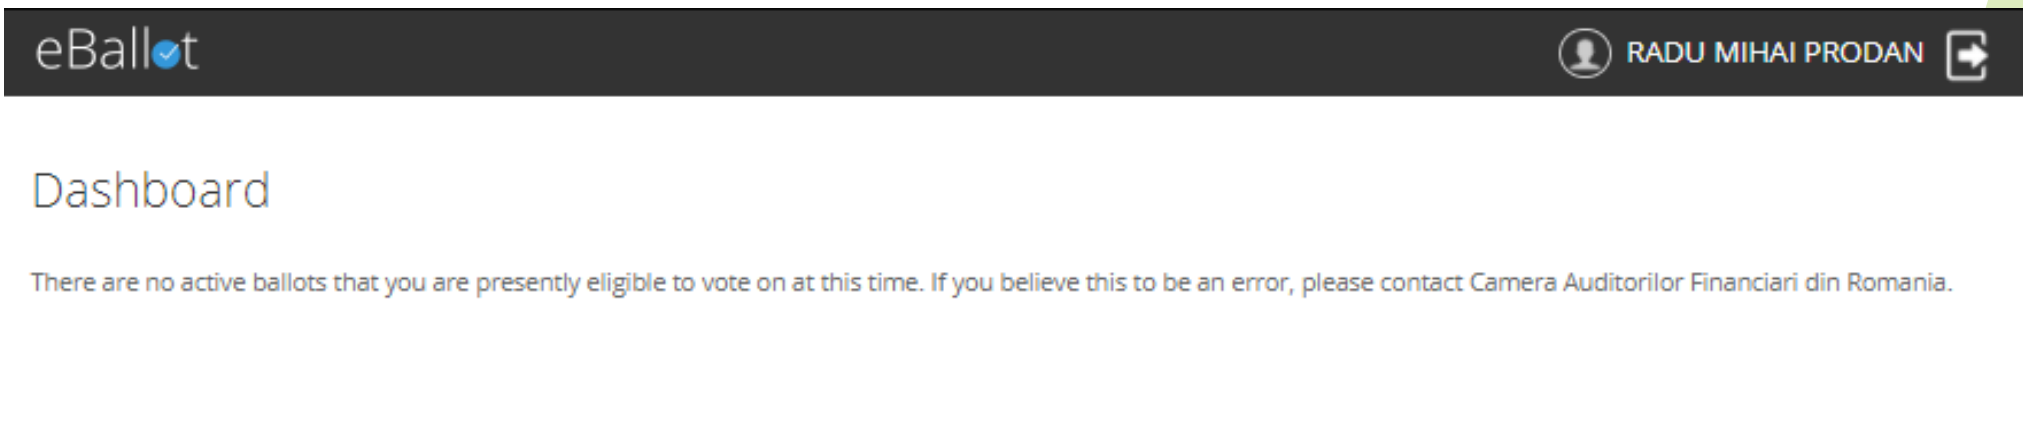 eBallot
RADU MIHAI PRODAN
Dashboard
There are no active ballots that you are presently eligible to vote on at this time. If you believe this to be an error, please contact Camera Auditorilor Financiari din Romania.